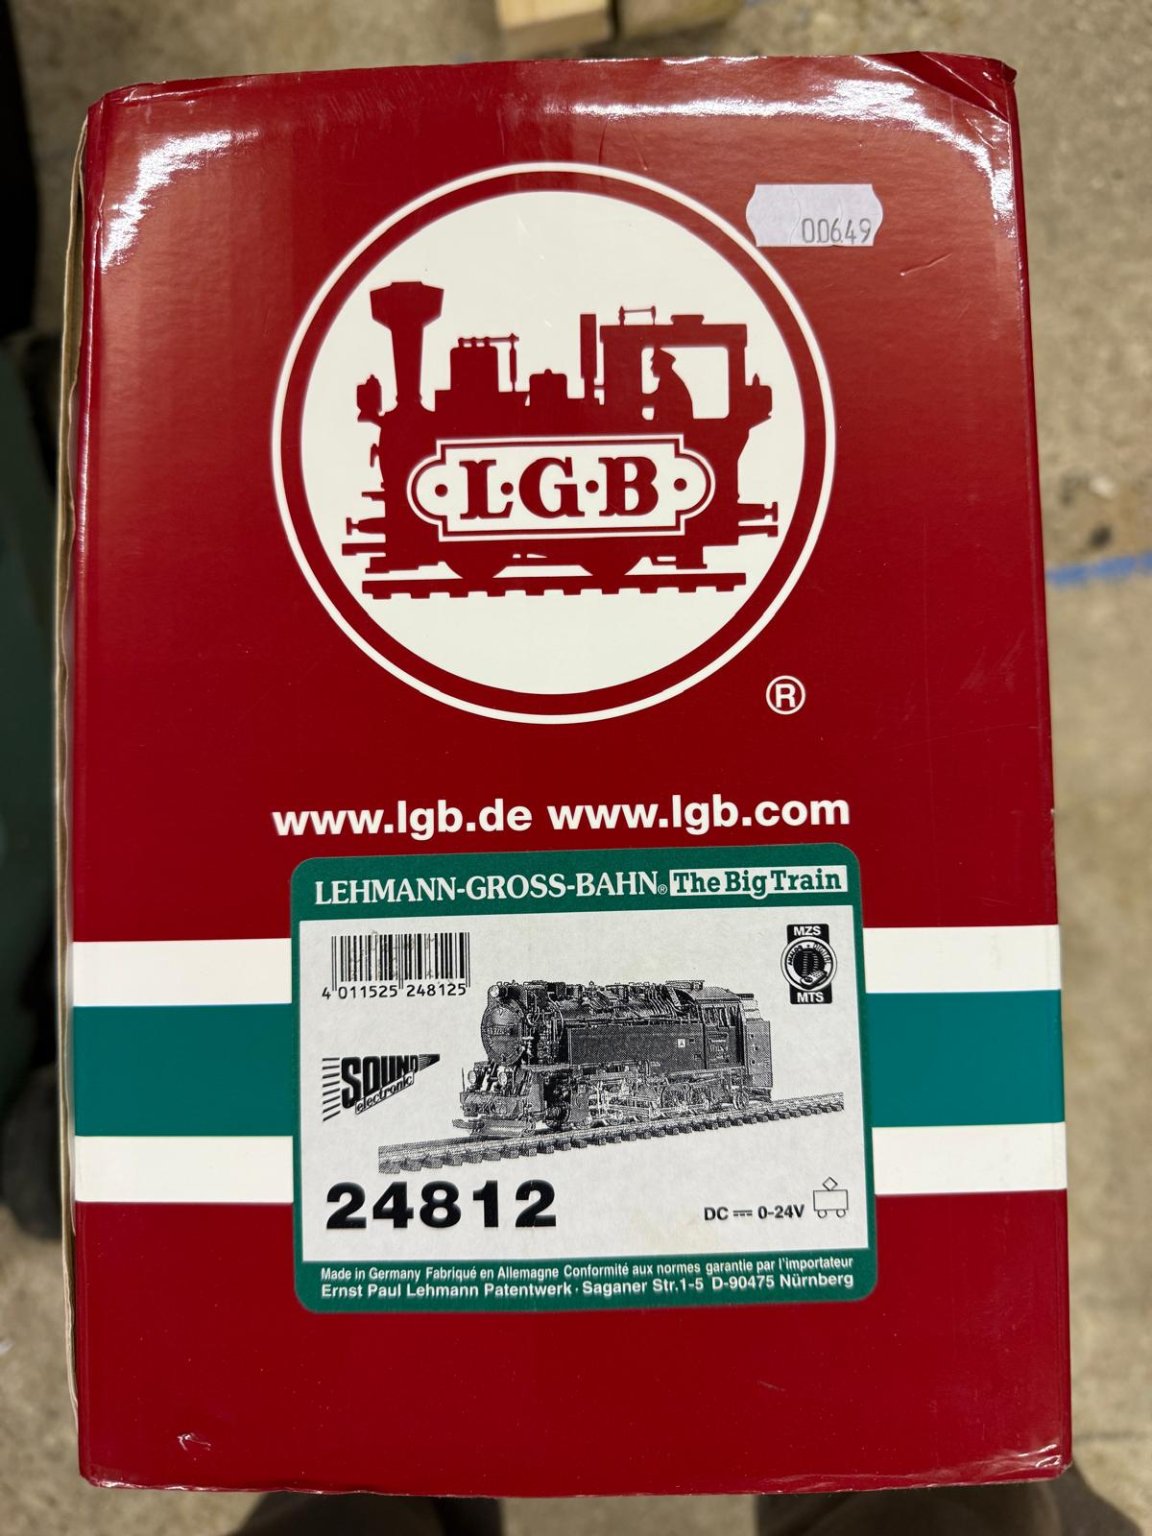 00649
L·G·B
®
www.lgb.de www.lgb.com
LEHMANN-GROSS-BAHN® The Big Train
MZS
MTS
4 011525 248125
SOUND
electronic
24812
DC 0-24V
Made in Germany Fabriqué en Allemagne Conformité aux normes garantie par l'importateur
Ernst Paul Lehmann Patentwerk · Saganer Str.1-5 D-90475 Nürnberg